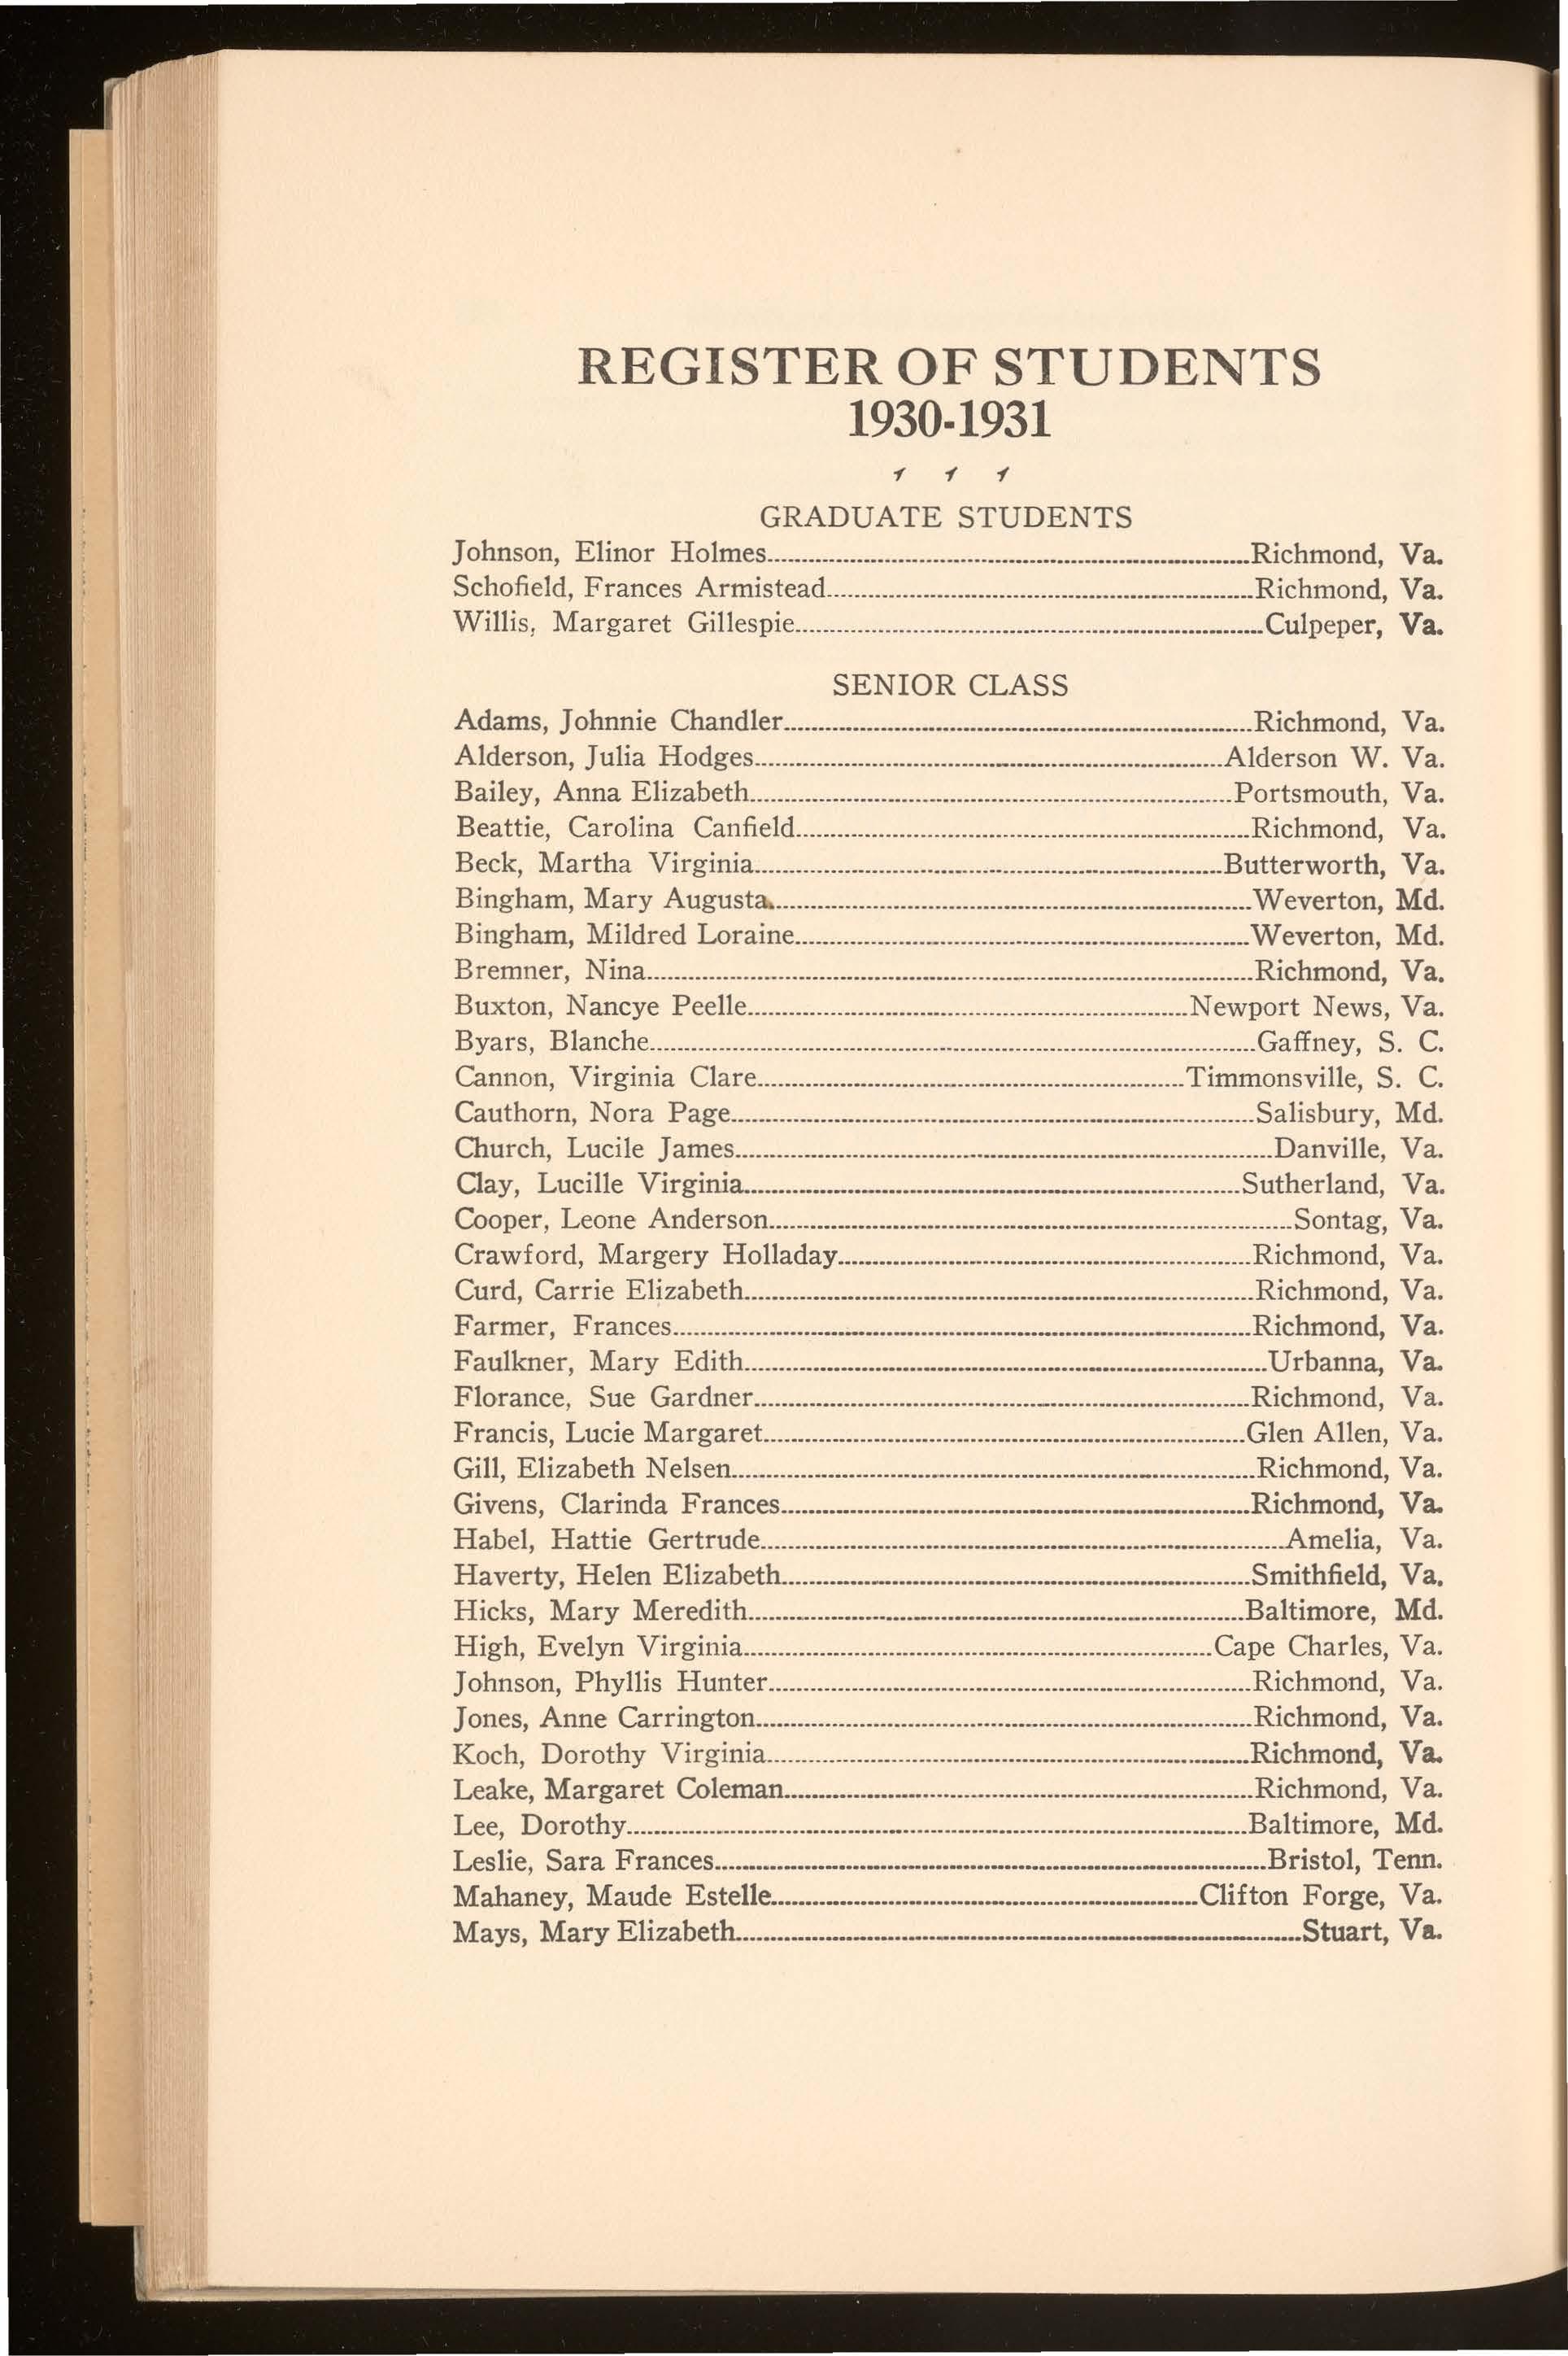 REGISTER OF STUDENTS
1930-1931
GRADUATE STUDENTS
Johnson, Elinor Holmes........Richmond, Va.
Schofield, Frances Armistead........Richmond, Va.
Willis, Margaret Gillespie........Culpeper, Va.
SENIOR CLASS
Adams, Johnnie Chandler........Richmond, Va.
Alderson, Julia Hodges........Alderson W. Va.
Bailey, Anna Elizabeth........Portsmouth, Va.
Beattie, Carolina Canfield........Richmond, Va.
Beck, Martha Virginia........Butterworth, Va.
Bingham, Mary Augusta........Weverton, Md.
Bingham, Mildred Loraine........Weverton, Md.
Bremner, Nina........Richmond, Va.
Buxton, Nancye Peelle........Newport News, Va.
Byars, Blanche........Gaffney, S. C.
Cannon, Virginia Clare........Timmonsville, S. C.
Cauthorn, Nora Page........Salisbury, Md.
Church, Lucile James........Danville, Va.
Clay, Lucille Virginia........Sutherland, Va.
Cooper, Leone Anderson........Sontag, Va.
Crawford, Margery Holladay........Richmond, Va.
Curd, Carrie Elizabeth........Richmond, Va.
Farmer, Frances........Richmond, Va.
Faulkner, Mary Edith........Urbanna, Va.
Florance, Sue Gardner........Richmond, Va.
Francis, Lucie Margaret........Glen Allen, Va.
Gill, Elizabeth Nelsen........Richmond, Va.
Givens, Clarinda Frances........Richmond, Va.
Habel, Hattie Gertrude........Amelia, Va.
Haverty, Helen Elizabeth........Smithfield, Va.
Hicks, Mary Meredith........Baltimore, Md.
High, Evelyn Virginia........Cape Charles, Va.
Johnson, Phyllis Hunter........Richmond, Va.
Jones, Anne Carrington........Richmond, Va.
Koch, Dorothy Virginia........Richmond, Va.
Leake, Margaret Coleman........Richmond, Va.
Lee, Dorothy........Baltimore, Md.
Leslie, Sara Frances........Bristol, Tenn.
Mahaney, Maude Estelle........Clifton Forge, Va.
Mays, Mary Elizabeth........Stuart, Va.